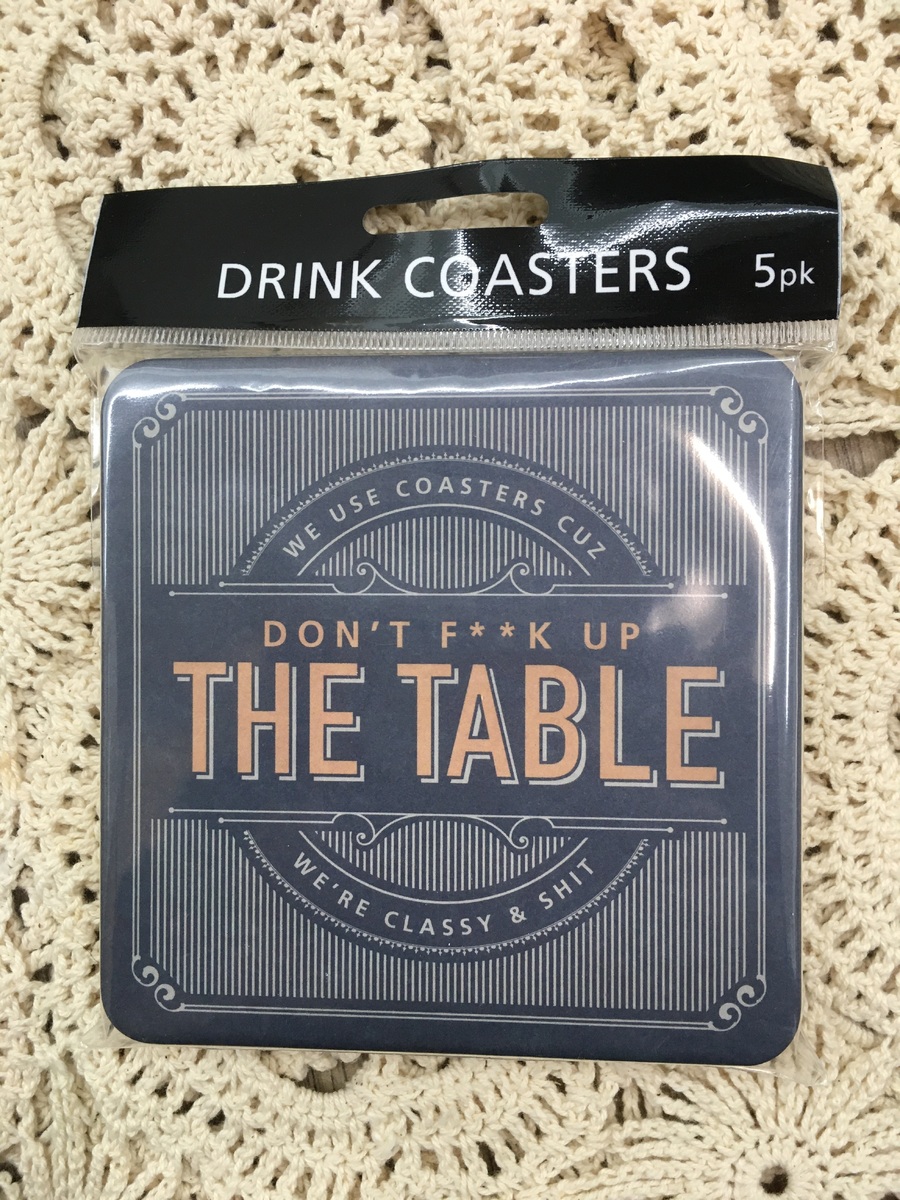 DRINK COASTERS 5pk
WE USE COASTERS CUZ
DON'T F**K UP
THE TABLE
WE'RE CLASSY & SHIT